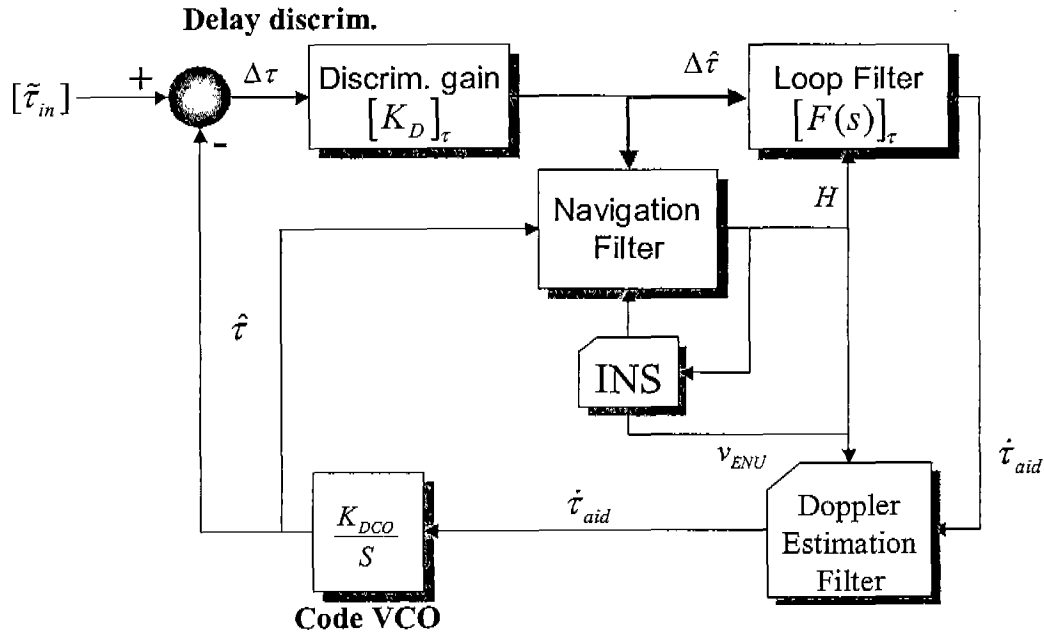 Delay discrim.
+
[τ̃_in]
Δτ
-
Discrim. gain
[K_D]_τ
Δτ̂
Loop Filter
[F(s)]_τ
H
Navigation
Filter
τ̂
INS
v_ENU
τ̇_aid
τ̇_aid
Doppler
Estimation
Filter
K_DCO
S
Code VCO